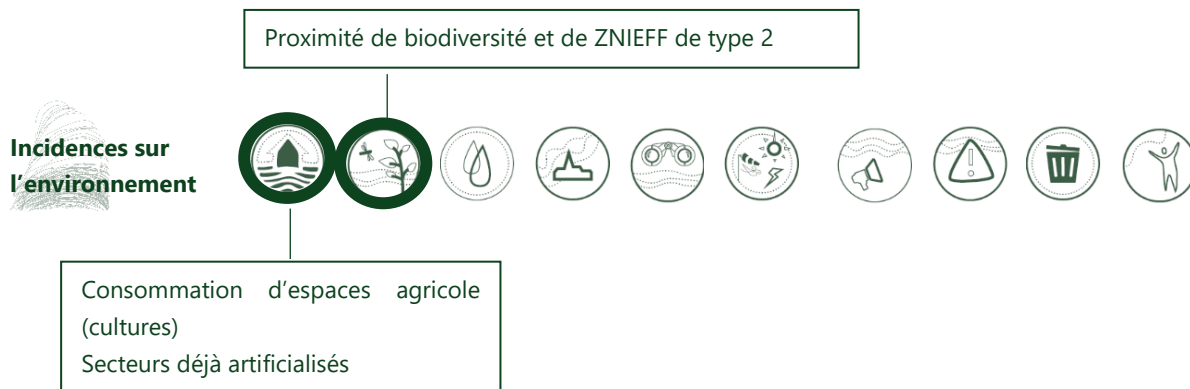 Proximité de biodiversité et de ZNIEFF de type 2
Incidences sur
l'environnement
Consommation d'espaces agricole
(cultures)
Secteurs déjà artificialisés